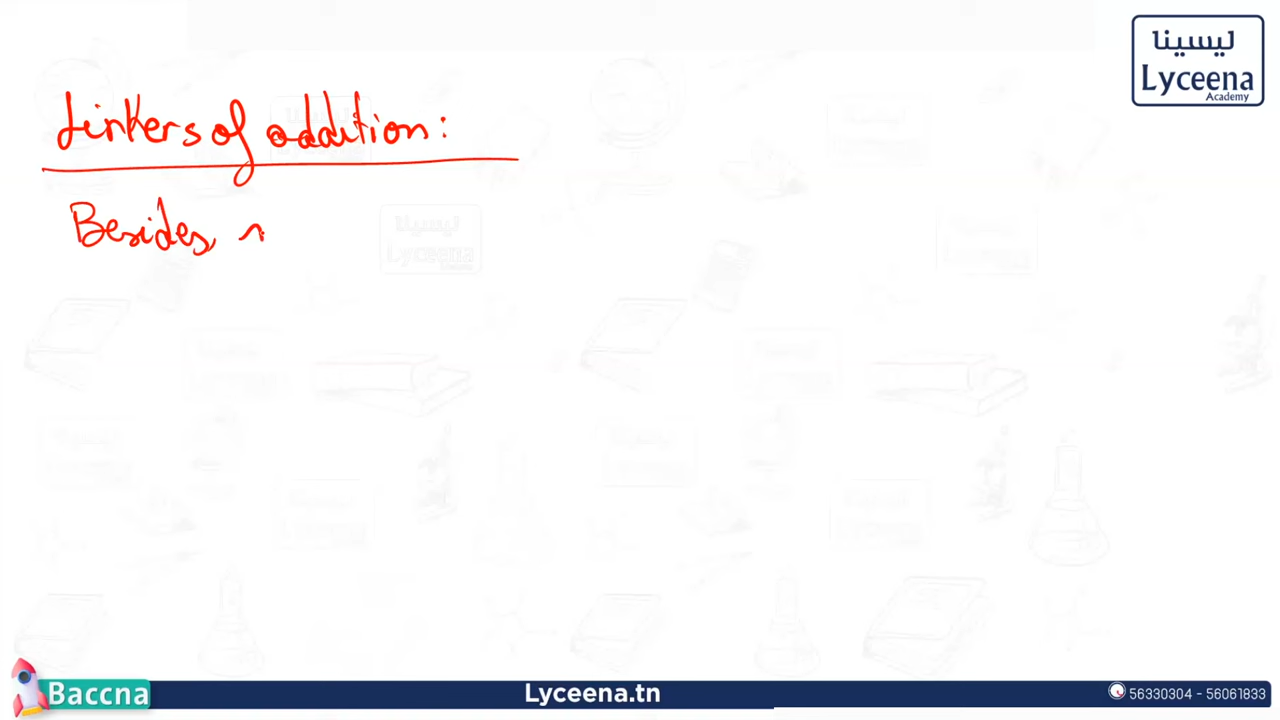 ليسينا
Lyceena
Academy
Linkers of addition:
Besides,
Baccna
Lyceena.tn
56330304 - 56061833